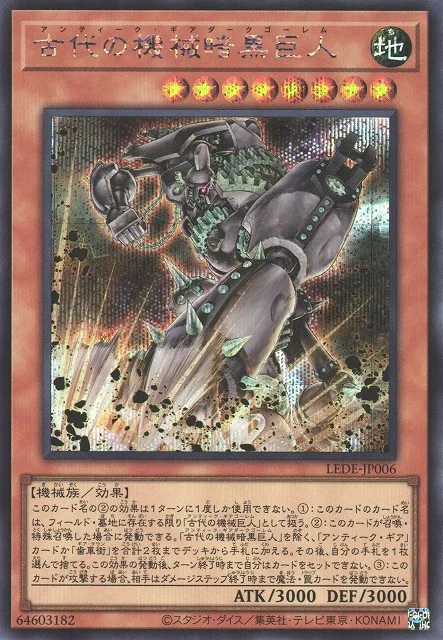 アンティーク・ギアダークゴーレム
古代の機械暗黒巨人
地
【機械族/効果】
このカード名の②の効果は1ターンに1度しか使用できない。①:このカードのカード名
は、フィールド・墓地に存在する限り「古代の機械巨人」として扱う。②:このカードが召喚・
特殊召喚した場合に発動できる。「古代の機械暗黒巨人」を除く、「アンティーク・ギア」
カードか「歯車街」を合計2枚までデッキから手札に加える。その後、自分の手札を1枚
選んで捨てる。この効果の発動後、ターン終了時まで自分はカードをセットできない。③:この
カードが攻撃する場合、相手はダメージステップ終了時まで魔法・罠カードを発動できない。
LEDE-JP006
ATK/3000 DEF/3000
64603182
©スタジオ・ダイス/集英社・テレビ東京・KONAMI